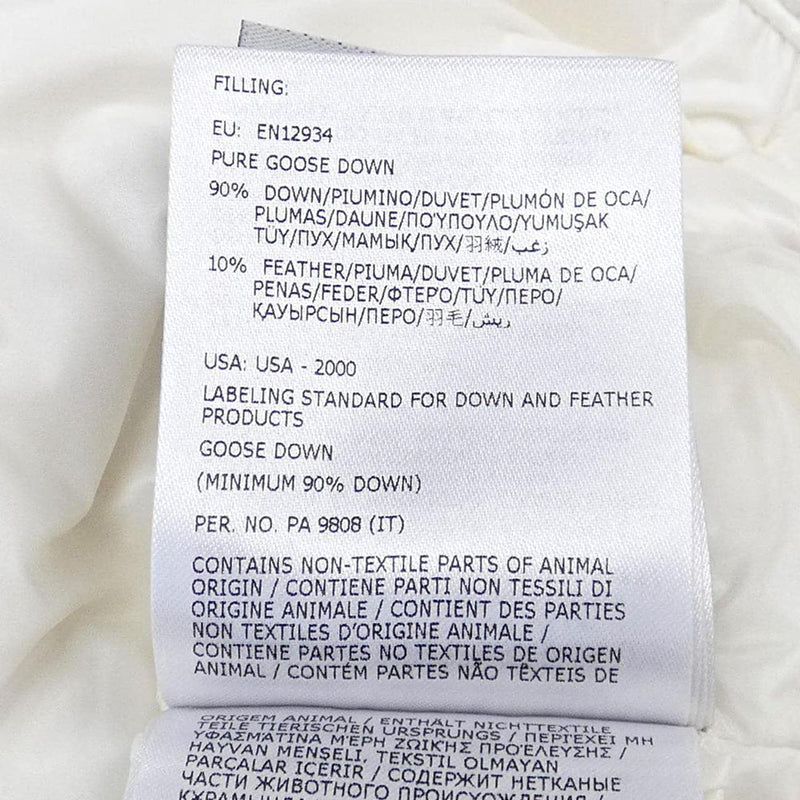 FILLING:
EU: EN12934
PURE GOOSE DOWN
90% DOWN/PIUMINO/DUVET/PLUMÓN DE OCA/
PLUMAS/DAUNE/ΠΟΎΠΟΥΛΟ/YUMUŞAK
TÜY/ПУХ/МАМЫҚ/ПУХ/羽絨/زغب
10% FEATHER/PIUMA/DUVET/PLUMA DE OCA/
PENAS/FEDER/ΦΤΕΡΌ/TÜY/ПЕРО/
ҚАУЫРСЫН/ПЕРО/羽毛/ريش
USA: USA - 2000
LABELING STANDARD FOR DOWN AND FEATHER
PRODUCTS
GOOSE DOWN
(MINIMUM 90% DOWN)
PER. NO. PA 9808 (IT)
CONTAINS NON-TEXTILE PARTS OF ANIMAL
ORIGIN / CONTIENE PARTI NON TESSILI DI
ORIGINE ANIMALE / CONTIENT DES PARTIES
NON TEXTILES D'ORIGINE ANIMALE /
CONTIENE PARTES NO TEXTILES DE ORIGEN
ANIMAL / CONTÉM PARTES NÃO TÊXTEIS DE
ORIGEM ANIMAL / ENTHÄLT NICHTTEXTILE
TEILE TIERISCHEN URSPRUNGS / ΠΕΡΙΈΧΕΙ ΜΗ
ΥΦΑΣΜΆΤΙΝΑ ΜΈΡΗ ΖΩΙΚΉΣ ΠΡΟΈΛΕΥΣΗΣ /
HAYVAN MENŞELİ, TEKSTİL OLMAYAN
PARÇALAR İÇERİR / СОДЕРЖИТ НЕТКАНЫЕ
ЧАСТИ ЖИВОТНОГО ПРОИСХОЖДЕНИЯ /